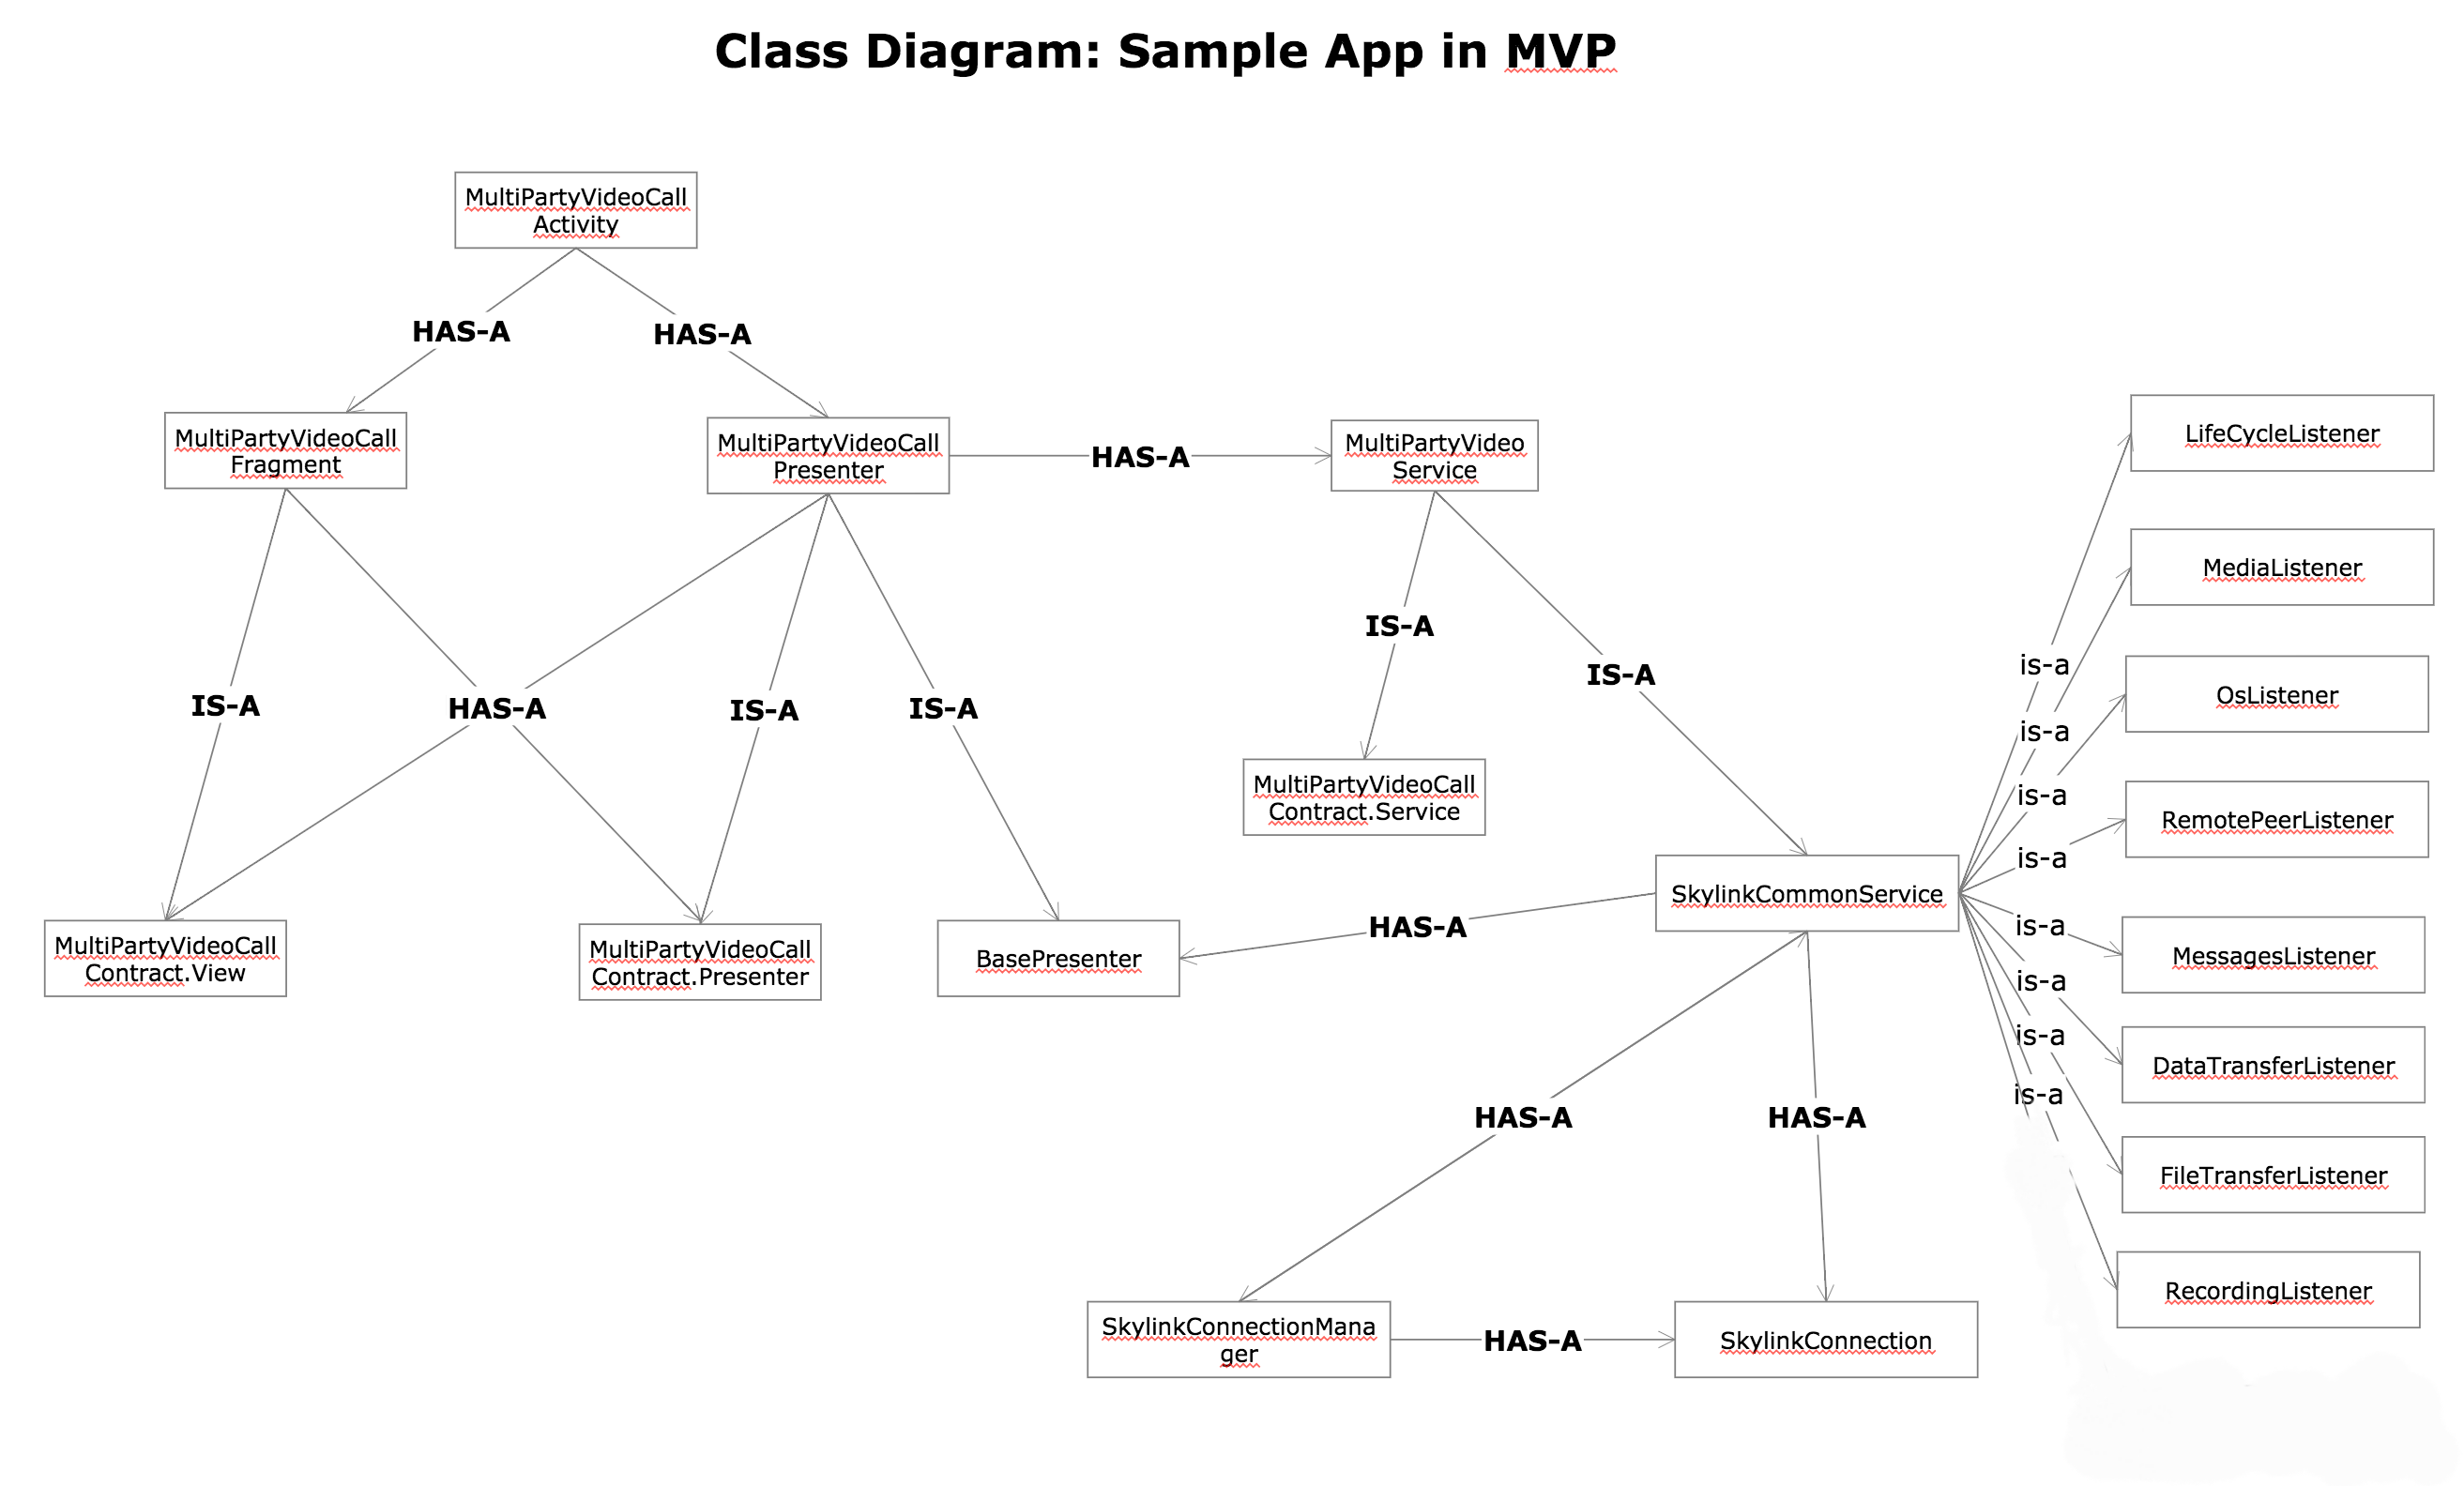 Class Diagram: Sample App in MVP
MultiPartyVideoCall
Activity
HAS-A
HAS-A
MultiPartyVideoCall
Fragment
MultiPartyVideoCall
Presenter
HAS-A
MultiPartyVideo
Service
LifeCycleListener
MediaListener
OsListener
RemotePeerListener
MessagesListener
DataTransferListener
FileTransferListener
RecordingListener
is-a
is-a
is-a
is-a
is-a
is-a
is-a
is-a
IS-A
HAS-A
IS-A
IS-A
IS-A
IS-A
MultiPartyVideoCall
Contract.Service
SkylinkCommonService
HAS-A
MultiPartyVideoCall
Contract.View
MultiPartyVideoCall
Contract.Presenter
BasePresenter
HAS-A
HAS-A
SkylinkConnectionMana
ger
HAS-A
SkylinkConnection